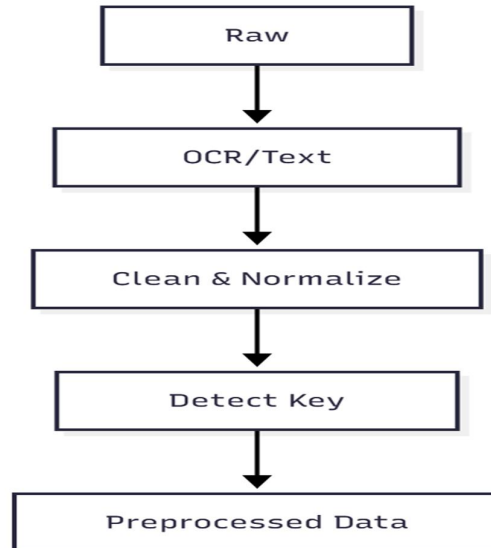 Raw
OCR/Text
Clean & Normalize
Detect Key
Preprocessed Data